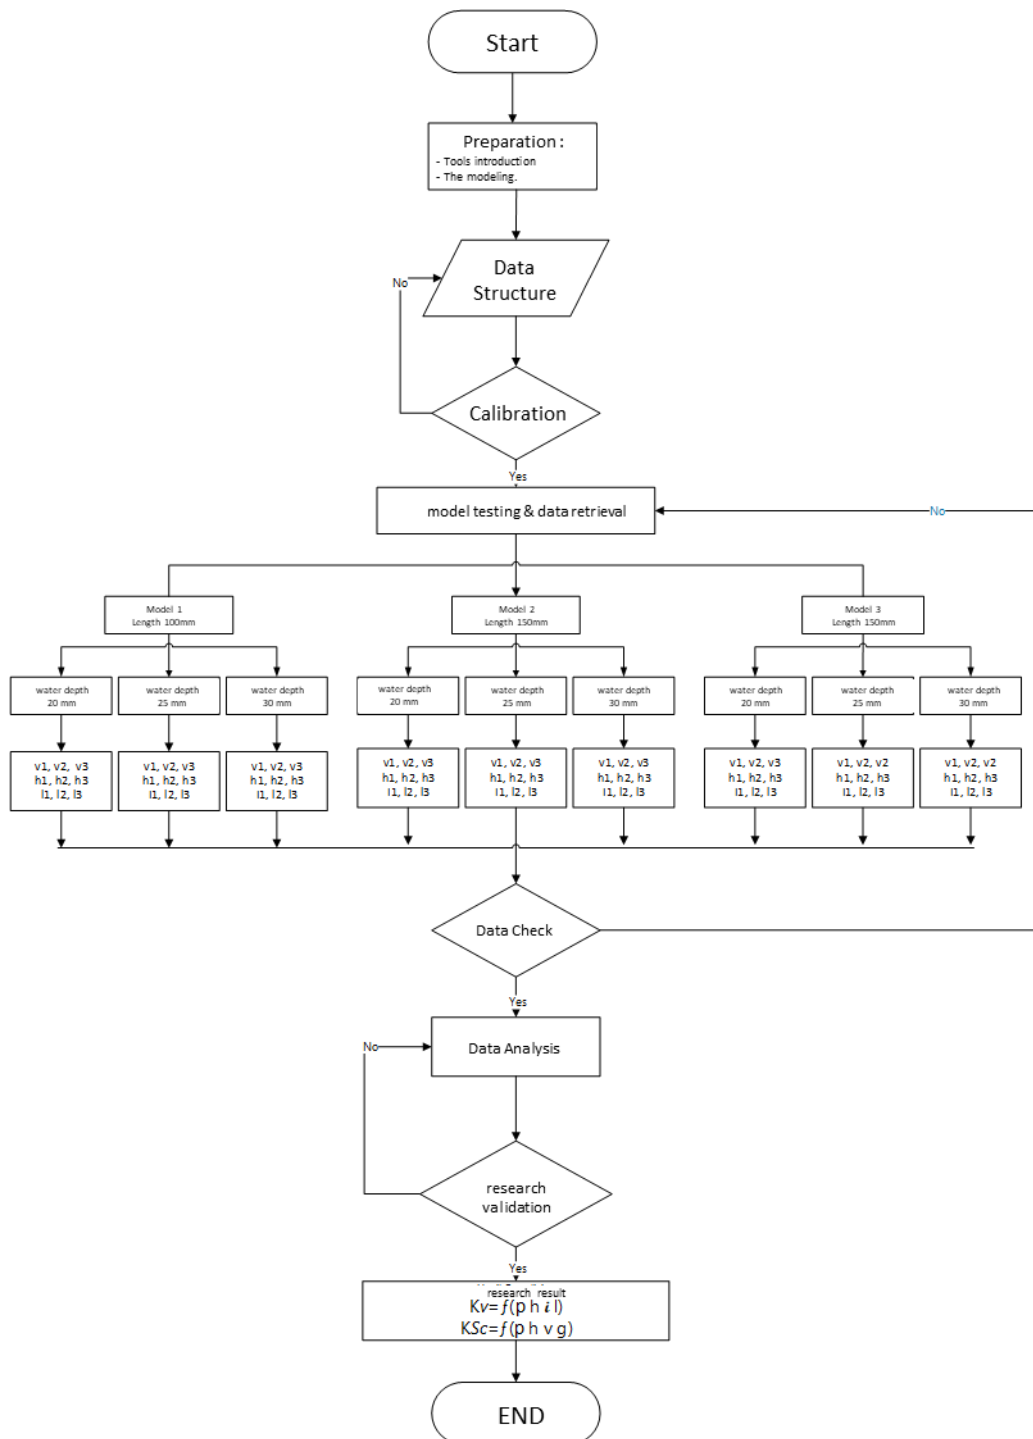 Start
Preparation :
- Tools introduction
- The modeling.
Data
Structure
No
Calibration
Yes
model testing & data retrieval
No
Model 1
Length 100mm
Model 2
Length 150mm
Model 3
Length 150mm
water depth
20 mm
water depth
25 mm
water depth
30 mm
water depth
20 mm
water depth
25 mm
water depth
30 mm
water depth
20 mm
water depth
25 mm
water depth
30 mm
v1, v2, v3
h1, h2, h3
l1, l2, l3
v1, v2, v3
h1, h2, h3
l1, l2, l3
v1, v2, v3
h1, h2, h3
l1, l2, l3
v1, v2, v3
h1, h2, h3
l1, l2, l3
v1, v2, v3
h1, h2, h3
l1, l2, l3
v1, v2, v3
h1, h2, h3
l1, l2, l3
v1, v2, v3
h1, h2, h3
l1, l2, l3
v1, v2, v2
h1, h2, h3
l1, l2, l3
v1, v2, v2
h1, h2, h3
l1, l2, l3
Data Check
Yes
No
Data Analysis
research
validation
Yes
research result
Kv=f(p h i l)
KSc=f(p h v g)
END